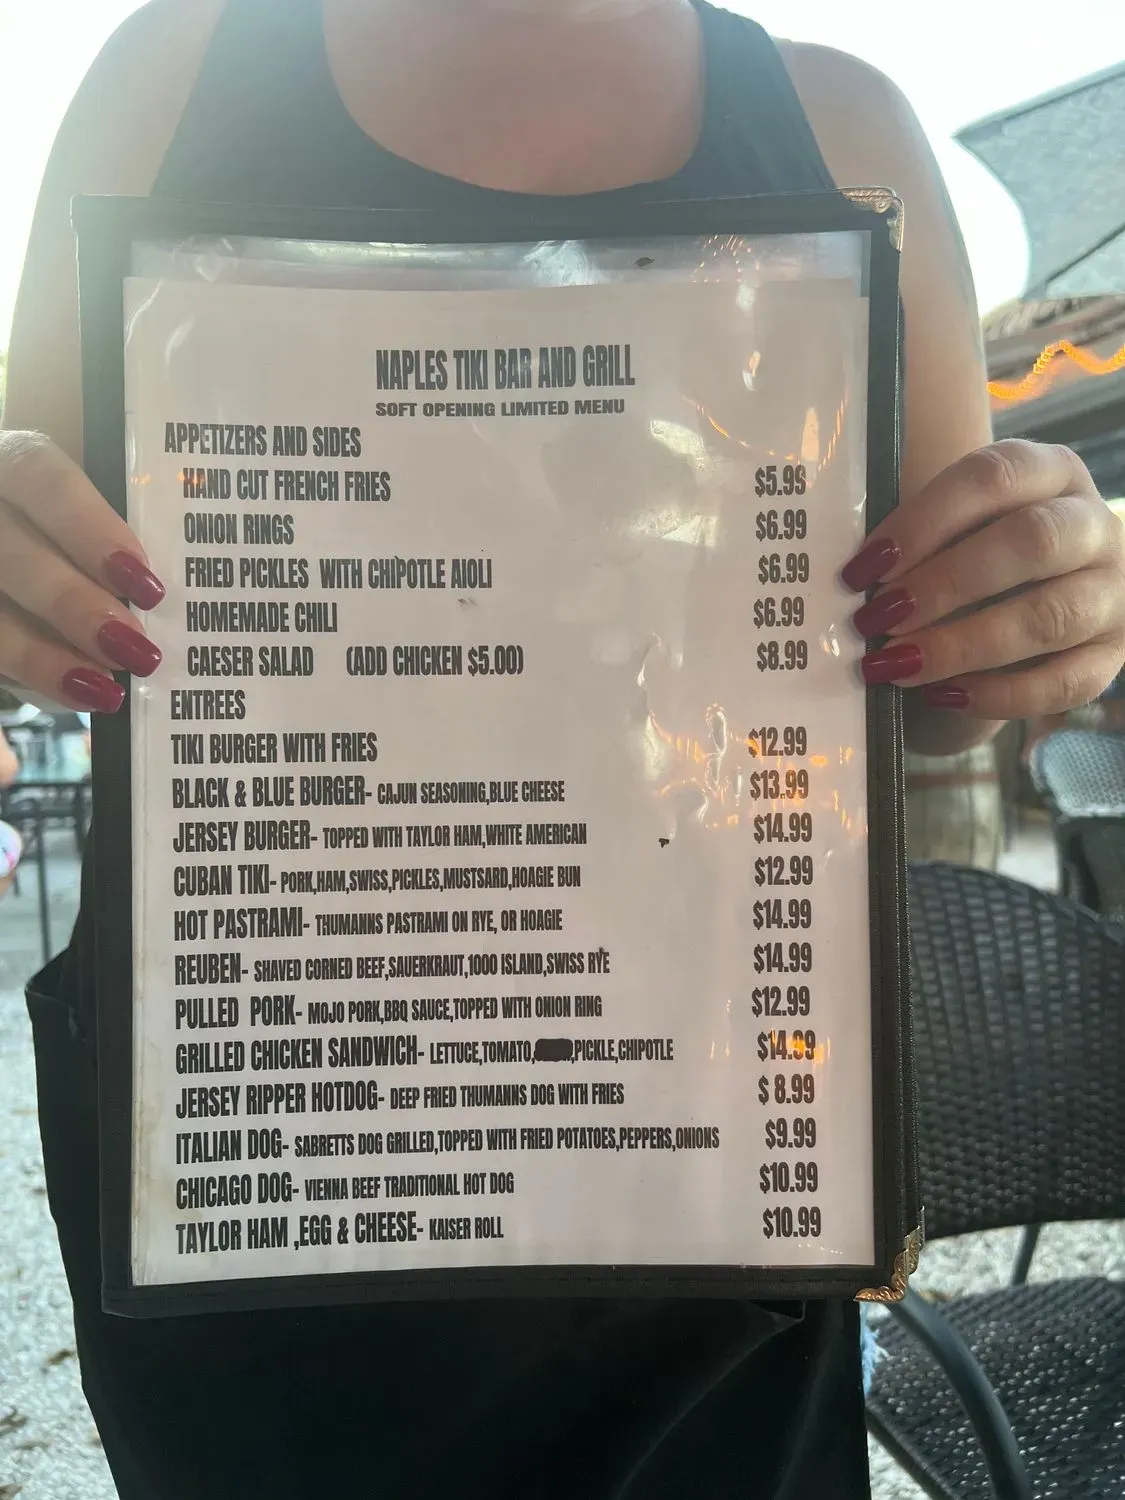 NAPLES TIKI BAR AND GRILL
SOFT OPENING LIMITED MENU
APPETIZERS AND SIDES
HAND CUT FRENCH FRIES $5.99
ONION RINGS $6.99
FRIED PICKLES WITH CHIPOTLE AIOLI $6.99
HOMEMADE CHILI $6.99
CAESER SALAD (ADD CHICKEN $5.00) $8.99
ENTREES
TIKI BURGER WITH FRIES $12.99
BLACK & BLUE BURGER- CAJUN SEASONING,BLUE CHEESE $13.99
JERSEY BURGER- TOPPED WITH TAYLOR HAM,WHITE AMERICAN $14.99
CUBAN TIKI- PORK,HAM,SWISS,PICKLES,MUSTSARD,HOAGIE BUN $12.99
HOT PASTRAMI- THUMANNS PASTRAMI ON RYE, OR HOAGIE $14.99
REUBEN- SHAVED CORNED BEEF,SAUERKRAUT,1000 ISLAND,SWISS RYE $14.99
PULLED PORK- MOJO PORK,BBQ SAUCE,TOPPED WITH ONION RING $12.99
GRILLED CHICKEN SANDWICH- LETTUCE,TOMATO, ,PICKLE,CHIPOTLE $14.99
JERSEY RIPPER HOTDOG- DEEP FRIED THUMANNS DOG WITH FRIES $ 8.99
ITALIAN DOG- SABRETTS DOG GRILLED,TOPPED WITH FRIED POTATOES,PEPPERS,ONIONS $9.99
CHICAGO DOG- VIENNA BEEF TRADITIONAL HOT DOG $10.99
TAYLOR HAM ,EGG & CHEESE- KAISER ROLL $10.99